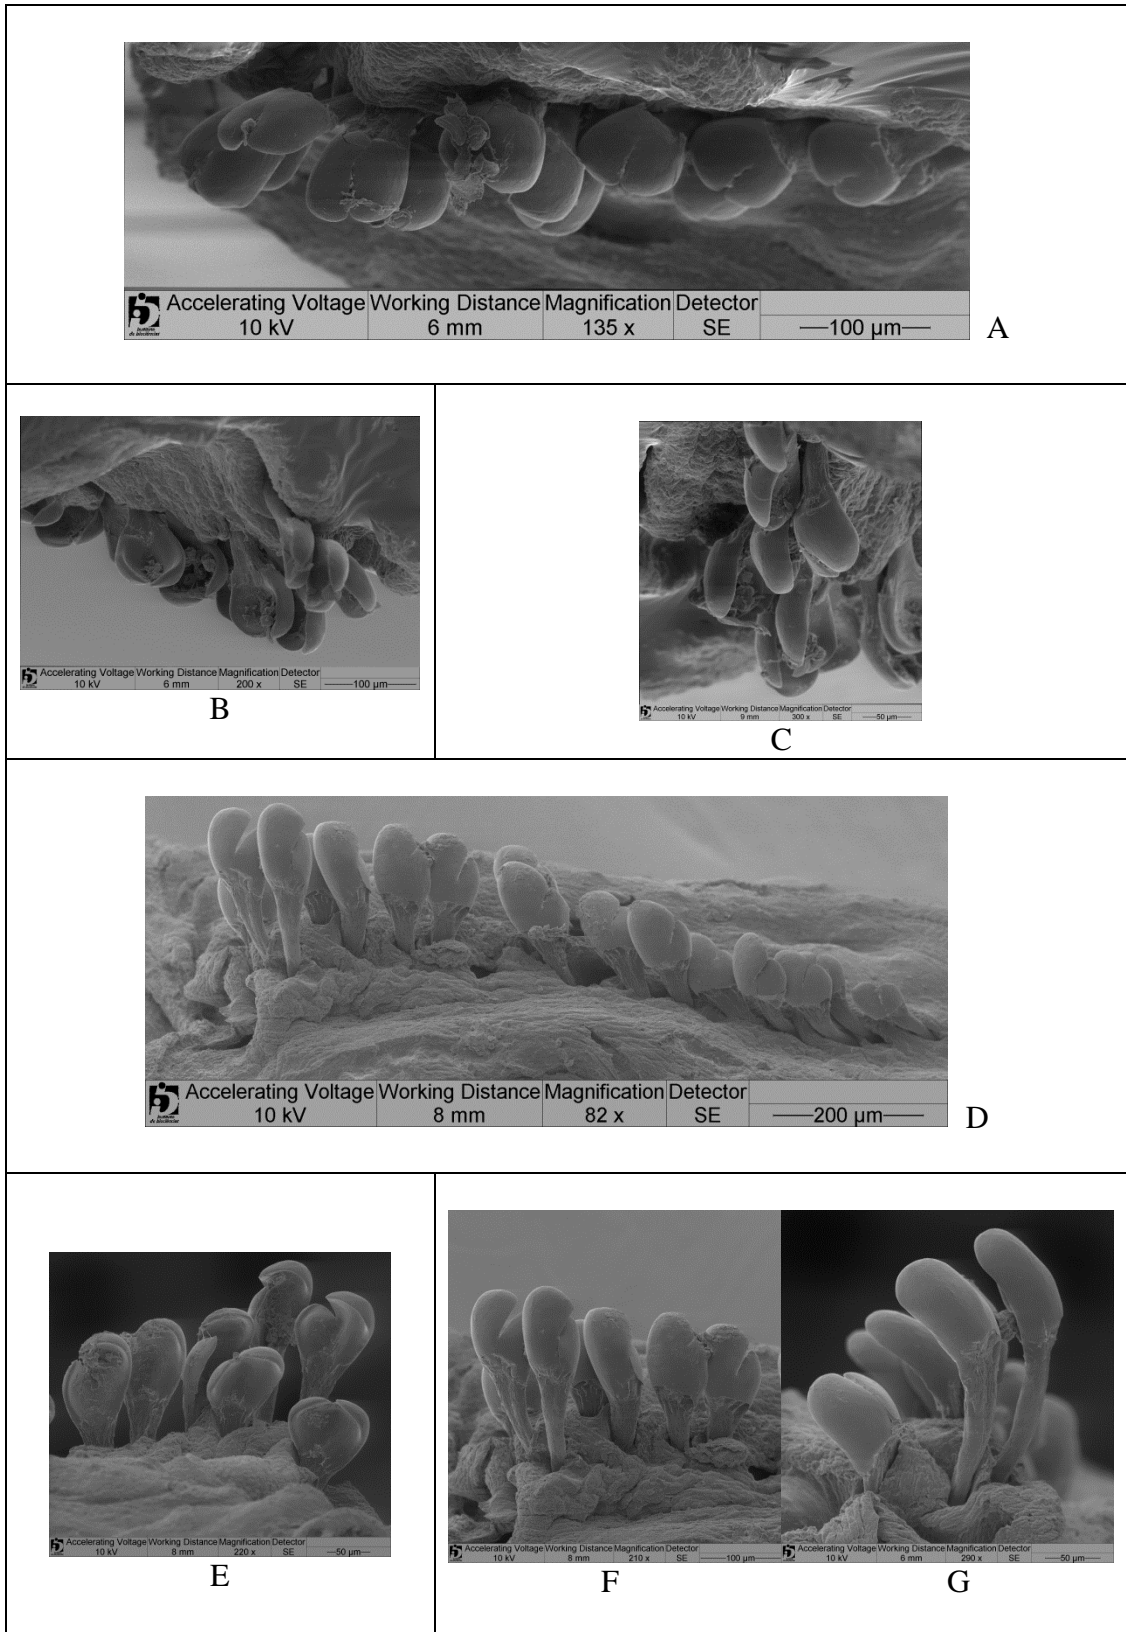 Accelerating Voltage Working Distance Magnification Detector
10 kV 6 mm 135 x SE 100 µm
A
Accelerating Voltage Working Distance Magnification Detector
10 kV 6 mm 200 x SE 100 µm
B
Accelerating Voltage Working Distance Magnification Detector
10 kV 9 mm 300 x SE 50 µm
C
Accelerating Voltage Working Distance Magnification Detector
10 kV 8 mm 82 x SE 200 µm
D
Accelerating Voltage Working Distance Magnification Detector
10 kV 8 mm 220 x SE 50 µm
E
Accelerating Voltage Working Distance Magnification Detector
10 kV 8 mm 210 x SE 100 µm
F
Accelerating Voltage Working Distance Magnification Detector
10 kV 6 mm 290 x SE 50 µm
G